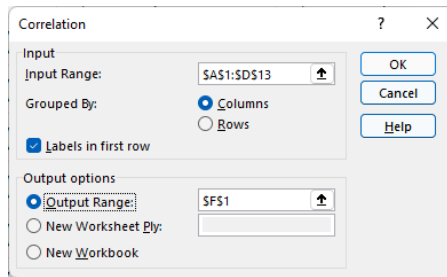 Correlation ? ×
Input
Input Range: $A$1:$D$13 OK
Grouped By: Columns Cancel
Rows Help
Labels in first row
Output options
Output Range: $F$1
New Worksheet Ply:
New Workbook